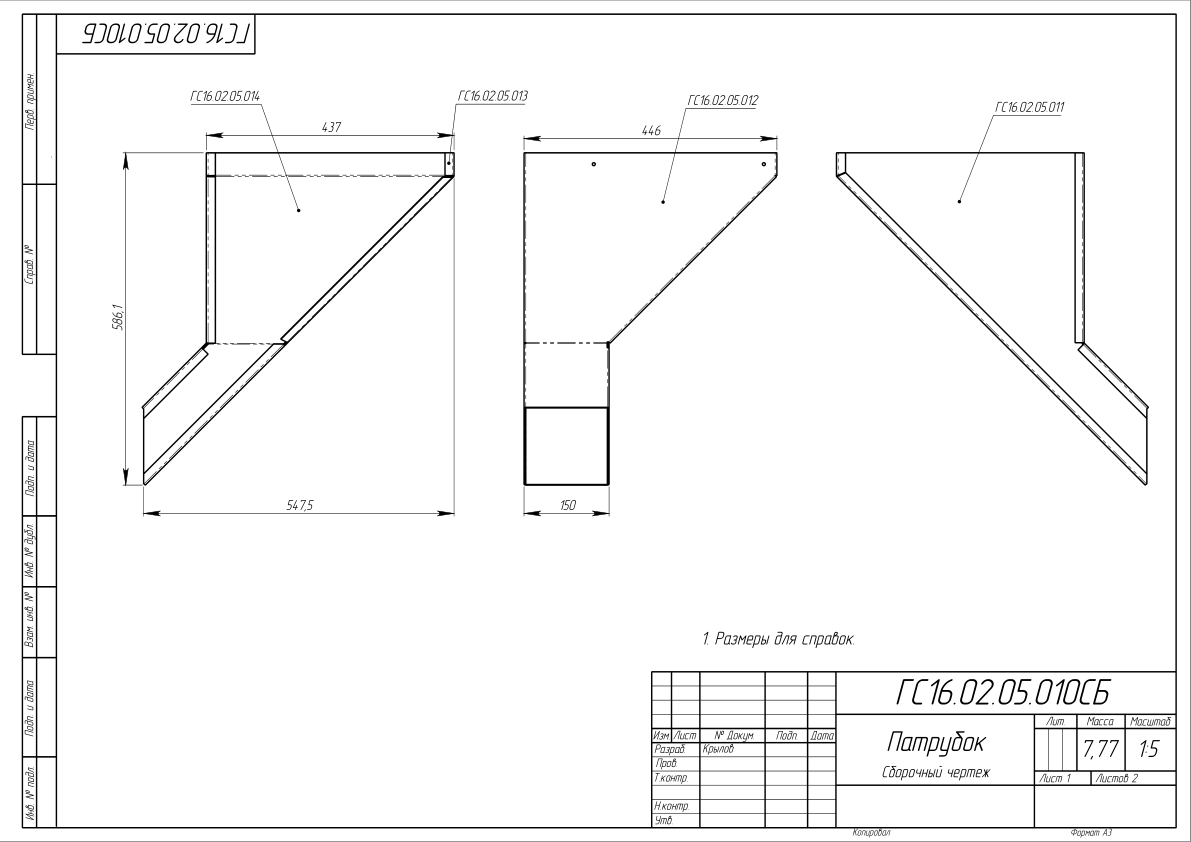 ГС16.02.05.010СБ
ГС16.02.05.014
ГС16.02.05.013
ГС16.02.05.012
ГС16.02.05.011
437
446
586,1
547,5
150
Перв. примен.
Справ. №
Подп. и дата
Инв. № дубл.
Взам. инв. №
Подп. и дата
Инв. № подл.
1. Размеры для справок.
ГС16.02.05.010СБ
Изм. Лист № Докум. Подп. Дата
Разраб. Крылов
Пров.
Т.контр.
Н.контр.
Утв.
Патрубок
Сборочный чертеж
Лит. Масса Масштаб
7,77 1:5
Лист 1 Листов 2
Копировал Формат А3